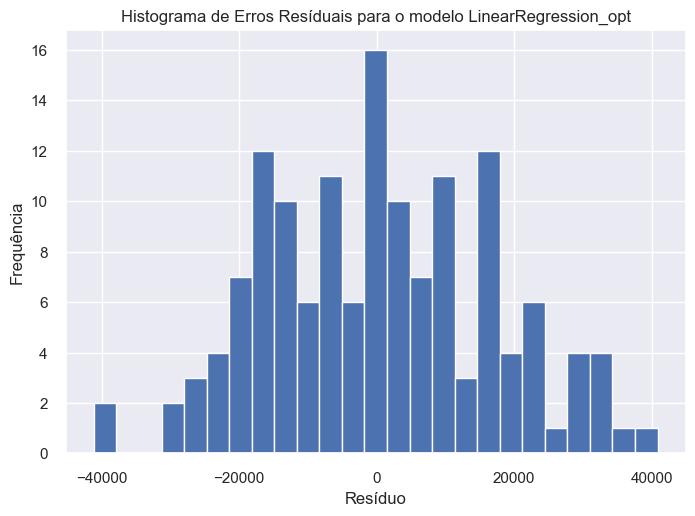 Histograma de Erros Resíduais para o modelo LinearRegression_opt
Frequência
16
14
12
10
8
6
4
2
0
−40000 −20000 0 20000 40000
Resíduo